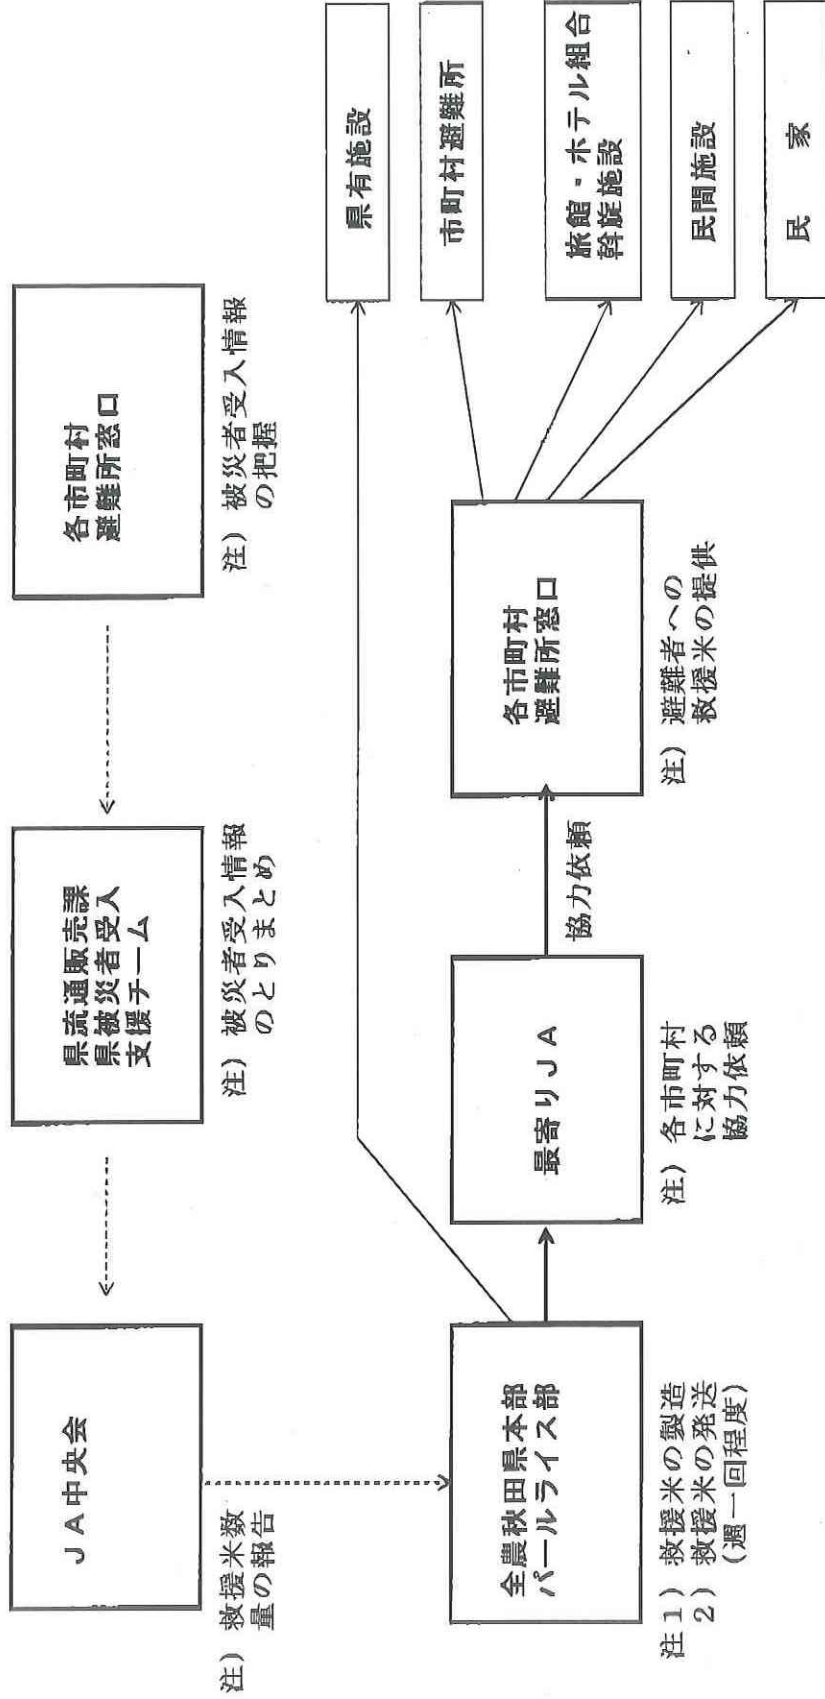 JA中央会
注）救援米数
量の報告
県流通販売課
県被災者受入
支援チーム
注）被災者受入情報
のとりまとめ
各市町村
避難所窓口
注）被災者受入情報
の把握
全農秋田県本部
パールライス部
注１）救援米の製造
２）救援米の発送
（週一回程度）
最寄りJA
注）各市町村
に対する
協力依頼
協力依頼
各市町村
避難所窓口
注）避難者への
救援米の提供
県有施設
市町村避難所
旅館・ホテル組合
斡旋施設
民間施設
民　家